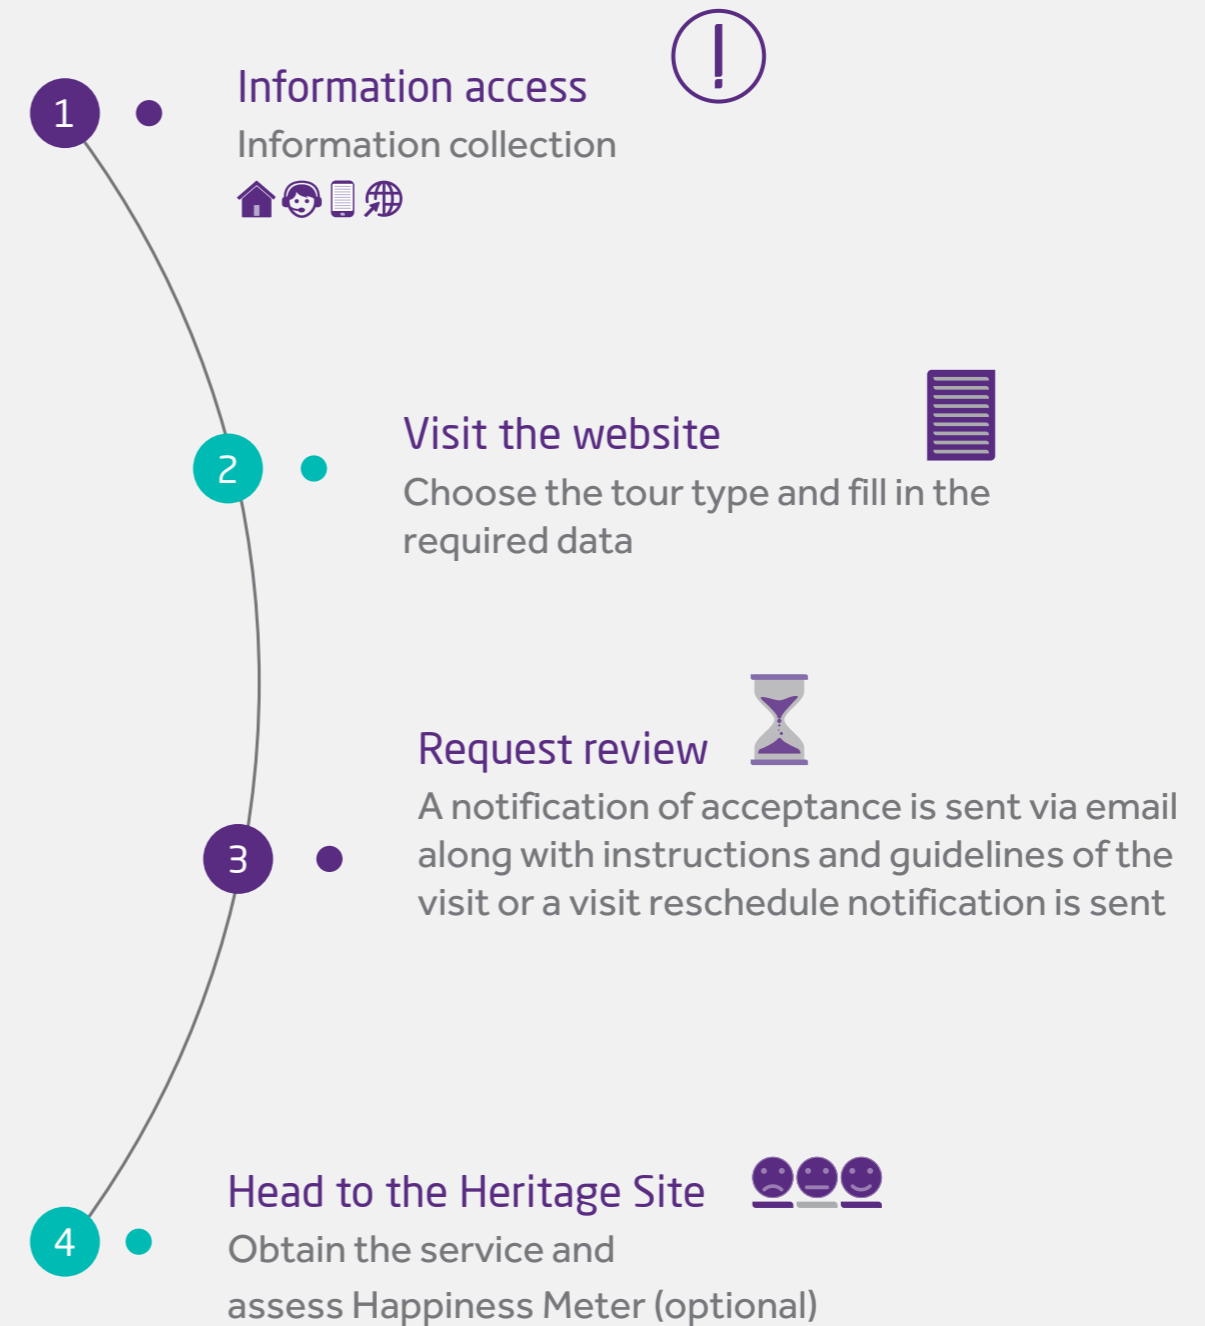 1
Information access
Information collection
2
Visit the website
Choose the tour type and fill in the
required data
3
Request review
A notification of acceptance is sent via email
along with instructions and guidelines of the
visit or a visit reschedule notification is sent
4
Head to the Heritage Site
Obtain the service and
assess Happiness Meter (optional)